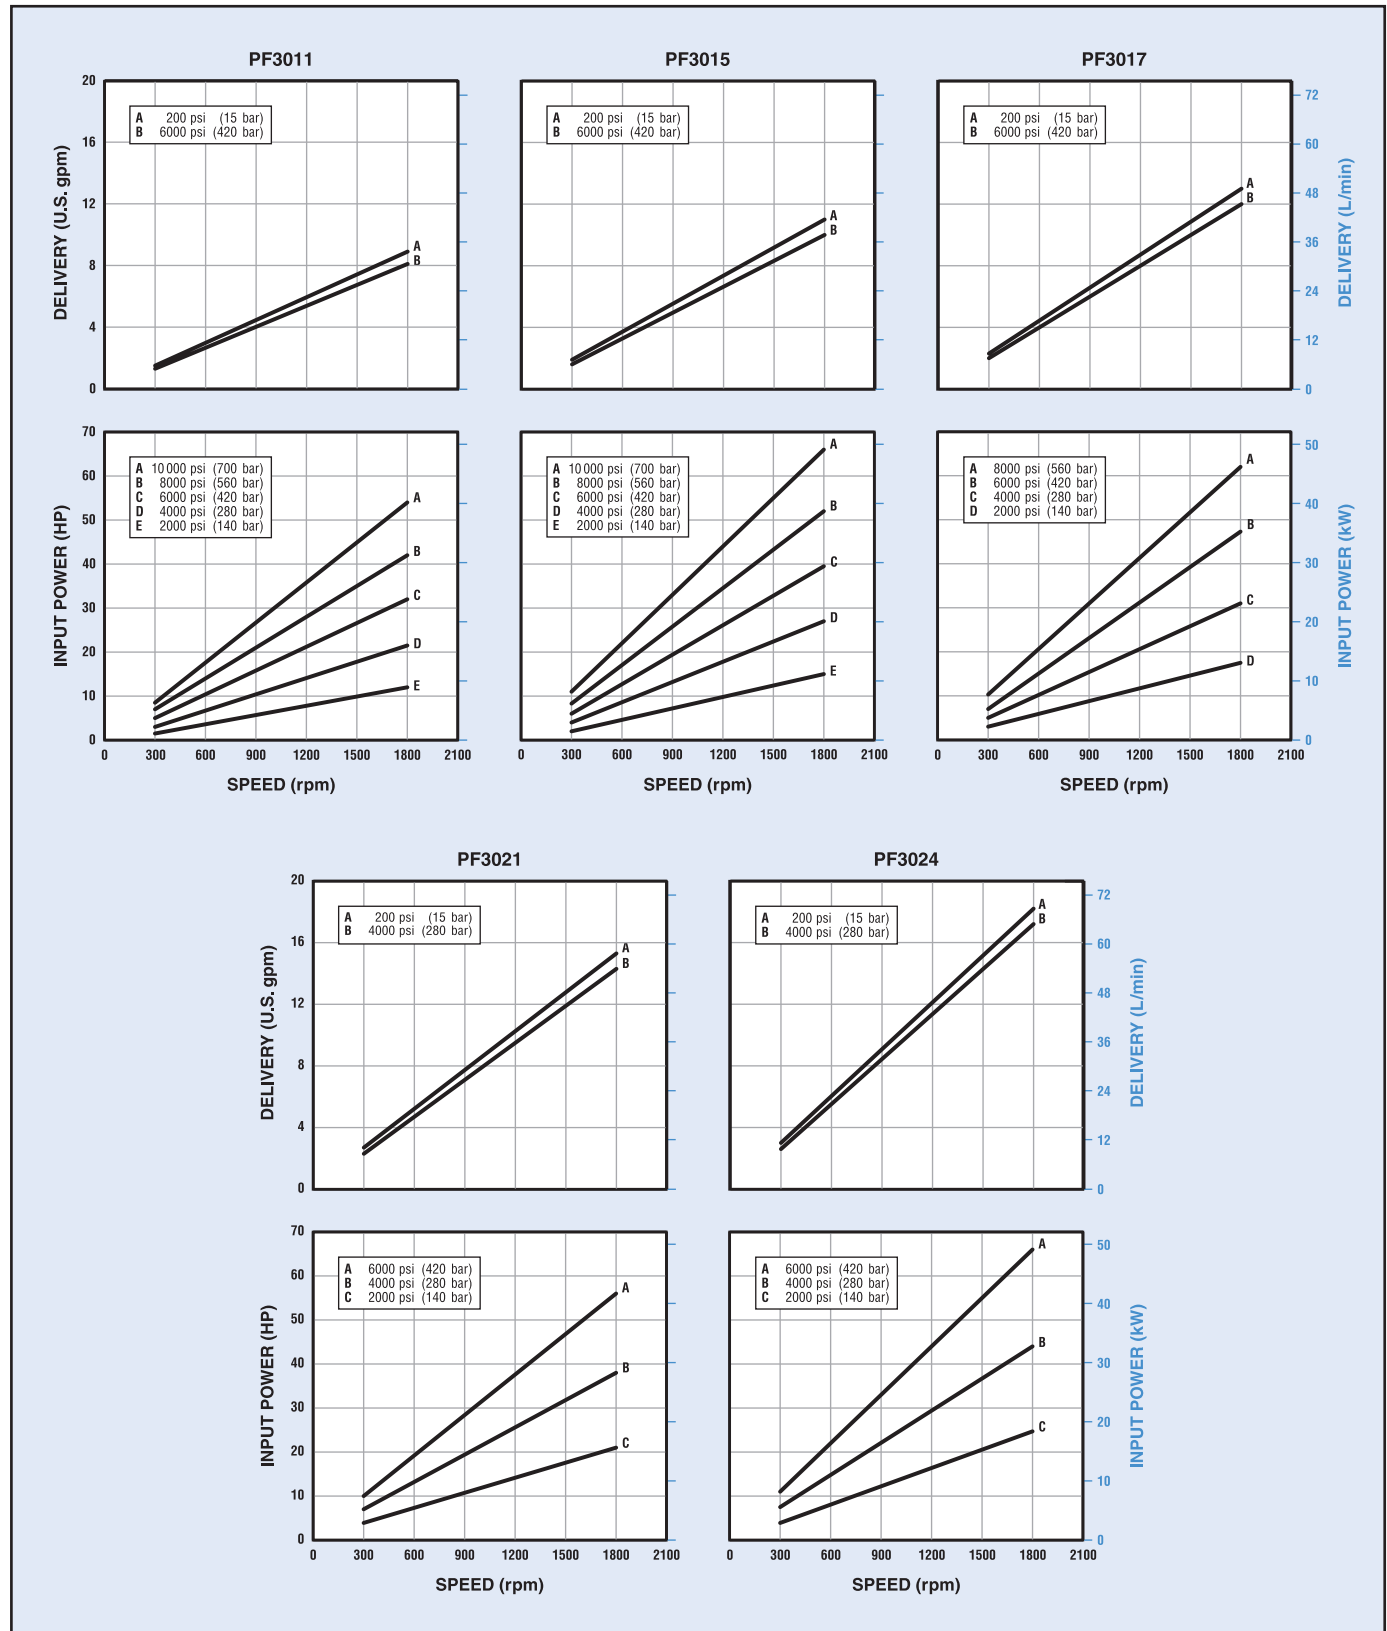 PF3011
PF3015
PF3017
DELIVERY (U.S. gpm)
20
16
12
8
4
0
A 200 psi (15 bar)
B 6000 psi (420 bar)
A
B
A 200 psi (15 bar)
B 6000 psi (420 bar)
A
B
A 200 psi (15 bar)
B 6000 psi (420 bar)
A
B
72
60
48
36
24
12
0
DELIVERY (L/min)
INPUT POWER (HP)
70
60
50
40
30
20
10
0
A 10 000 psi (700 bar)
B 8000 psi (560 bar)
C 6000 psi (420 bar)
D 4000 psi (280 bar)
E 2000 psi (140 bar)
A
B
C
D
E
A 10 000 psi (700 bar)
B 8000 psi (560 bar)
C 6000 psi (420 bar)
D 4000 psi (280 bar)
E 2000 psi (140 bar)
A
B
C
D
E
A 8000 psi (560 bar)
B 6000 psi (420 bar)
C 4000 psi (280 bar)
D 2000 psi (140 bar)
A
B
C
D
50
40
30
20
10
0
INPUT POWER (kW)
0 300 600 900 1200 1500 1800 2100
0 300 600 900 1200 1500 1800 2100
0 300 600 900 1200 1500 1800 2100
SPEED (rpm)
SPEED (rpm)
SPEED (rpm)
PF3021
PF3024
DELIVERY (U.S. gpm)
20
16
12
8
4
0
A 200 psi (15 bar)
B 4000 psi (280 bar)
A
B
A 200 psi (15 bar)
B 4000 psi (280 bar)
A
B
72
60
48
36
24
12
0
DELIVERY (L/min)
INPUT POWER (HP)
70
60
50
40
30
20
10
0
A 6000 psi (420 bar)
B 4000 psi (280 bar)
C 2000 psi (140 bar)
A
B
C
A 6000 psi (420 bar)
B 4000 psi (280 bar)
C 2000 psi (140 bar)
A
B
C
50
40
30
20
10
0
INPUT POWER (kW)
0 300 600 900 1200 1500 1800 2100
0 300 600 900 1200 1500 1800 2100
SPEED (rpm)
SPEED (rpm)